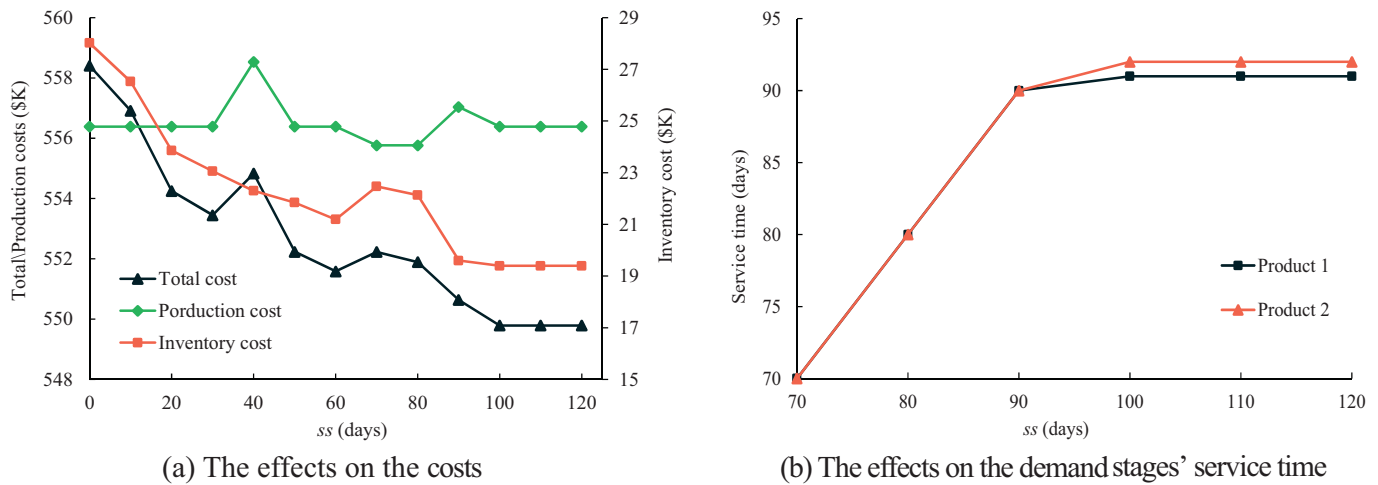 560
558
556
554
552
550
548
Total\Production costs ($K)
29
27
25
23
21
19
17
15
Inventory cost ($K)
Total cost
Porduction cost
Inventory cost
0 20 40 60 80 100 120
ss (days)
(a) The effects on the costs
95
90
85
80
75
70
Service time (days)
Product 1
Product 2
70 80 90 100 110 120
ss (days)
(b) The effects on the demand stages' service time